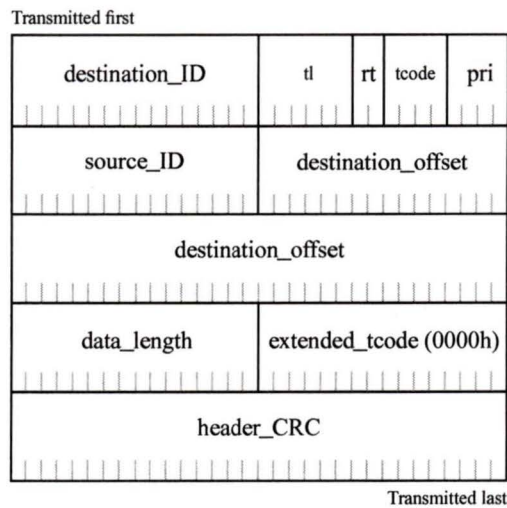 Transmitted first
destination_ID tl rt tcode pri
source_ID destination_offset
destination_offset
data_length extended_tcode (0000h)
header_CRC
Transmitted last